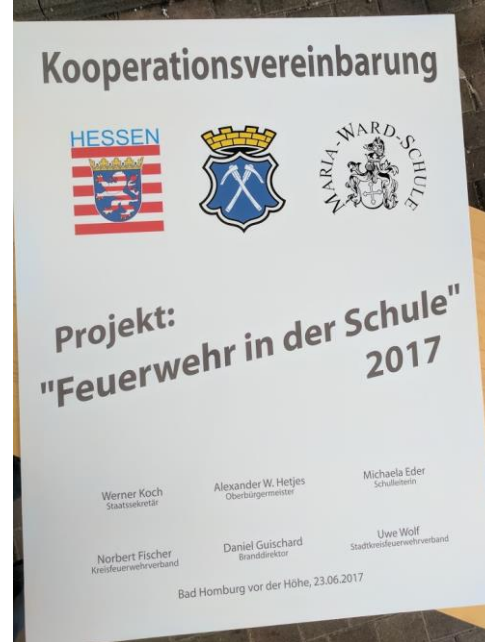 Kooperationsvereinbarung
HESSEN
MARIA-WARD-SCHULE
Projekt:
"Feuerwehr in der Schule"
2017
Werner Koch
Staatssekretär
Alexander W. Hetjes
Oberbürgermeister
Michaela Eder
Schulleiterin
Norbert Fischer
Kreisfeuerwehrverband
Daniel Guischard
Branddirektor
Uwe Wolf
Stadtkreisfeuerwehrverband
Bad Homburg vor der Höhe, 23.06.2017